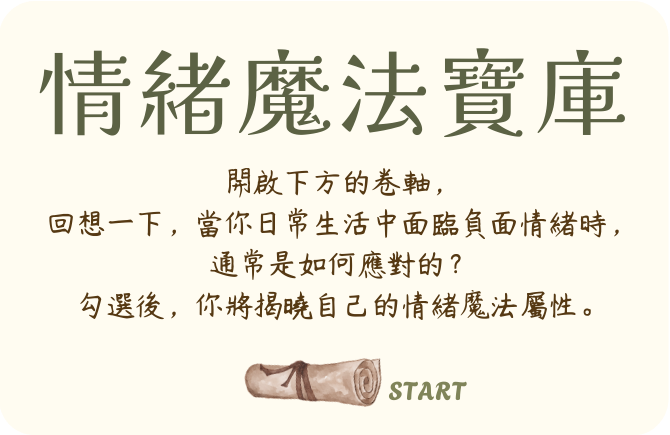 情緒魔法寶庫
開啟下方的卷軸，
回想一下，當你日常生活中面臨負面情緒時，
通常是如何應對的？
勾選後，你將揭曉自己的情緒魔法屬性。
START